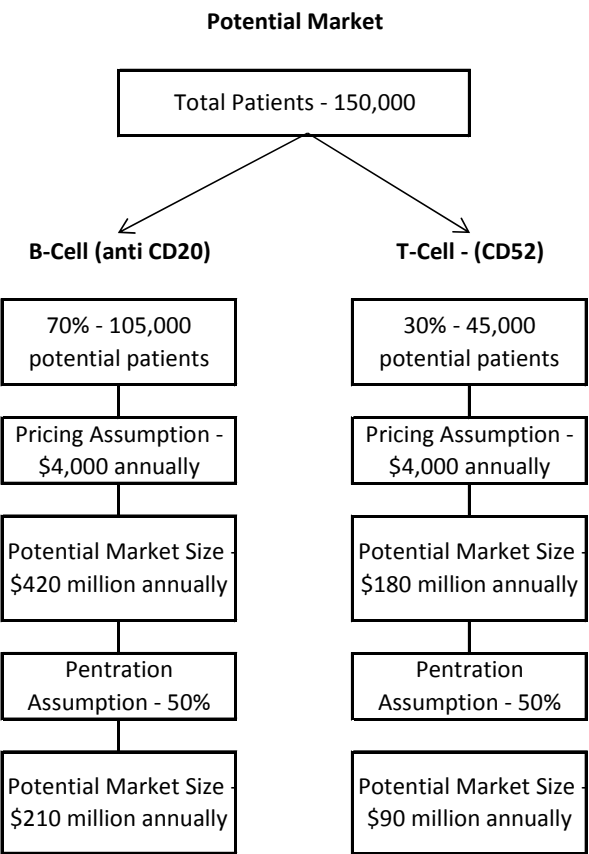 Potential Market
Total Patients - 150,000
B-Cell (anti CD20)
70% - 105,000
potential patients
Pricing Assumption -
$4,000 annually
Potential Market Size -
$420 million annually
Pentration
Assumption - 50%
Potential Market Size -
$210 million annually
T-Cell - (CD52)
30% - 45,000
potential patients
Pricing Assumption -
$4,000 annually
Potential Market Size -
$180 million annually
Pentration
Assumption - 50%
Potential Market Size -
$90 million annually